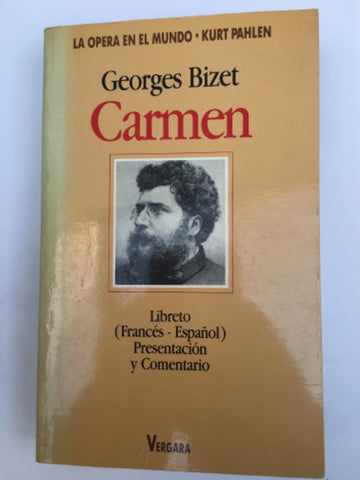 LA OPERA EN EL MUNDO • KURT PAHLEN
Georges Bizet
Carmen
Libreto
(Francés - Español)
Presentación
y Comentario
VERGARA